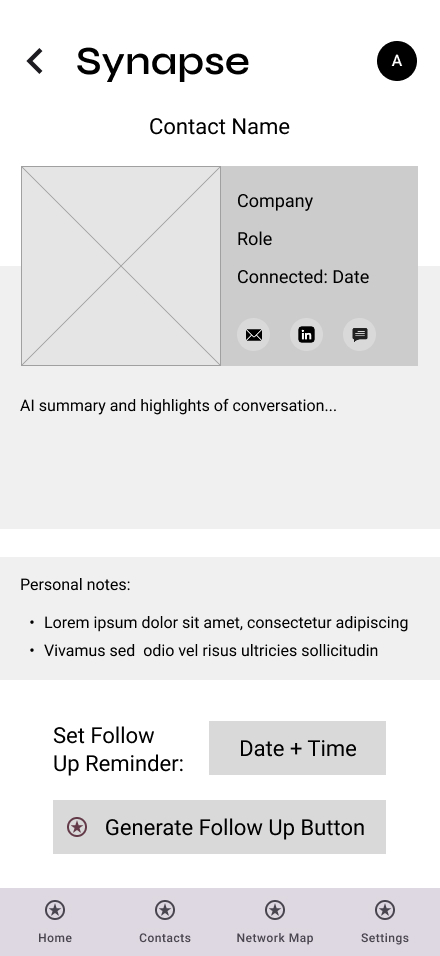 Synapse
A
Contact Name
Company
Role
Connected: Date
in
AI summary and highlights of conversation...
Personal notes:
• Lorem ipsum dolor sit amet, consectetur adipiscing
• Vivamus sed odio vel risus ultricies sollicitudin
Set Follow
Up Reminder:
Date + Time
Generate Follow Up Button
Home
Contacts
Network Map
Settings